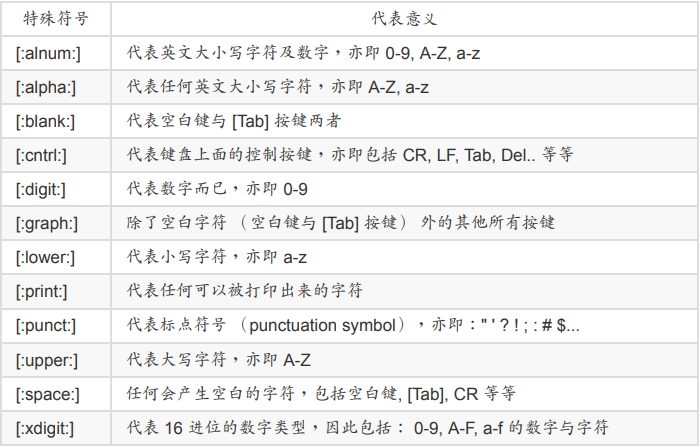 特殊符号 代表意义
[:alnum:] 代表英文大小写字符及数字，亦即 0-9, A-Z, a-z
[:alpha:] 代表任何英文大小写字符，亦即 A-Z, a-z
[:blank:] 代表空白键与 [Tab] 按键两者
[:cntrl:] 代表键盘上面的控制按键，亦即包括 CR, LF, Tab, Del.. 等等
[:digit:] 代表数字而已，亦即 0-9
[:graph:] 除了空白字符 （空白键与 [Tab] 按键） 外的其他所有按键
[:lower:] 代表小写字符，亦即 a-z
[:print:] 代表任何可以被打印出来的字符
[:punct:] 代表标点符号 （punctuation symbol），亦即：" ' ? ! ; : # $...
[:upper:] 代表大写字符，亦即 A-Z
[:space:] 任何会产生空白的字符，包括空白键, [Tab], CR 等等
[:xdigit:] 代表 16 进位的数字类型，因此包括： 0-9, A-F, a-f 的数字与字符